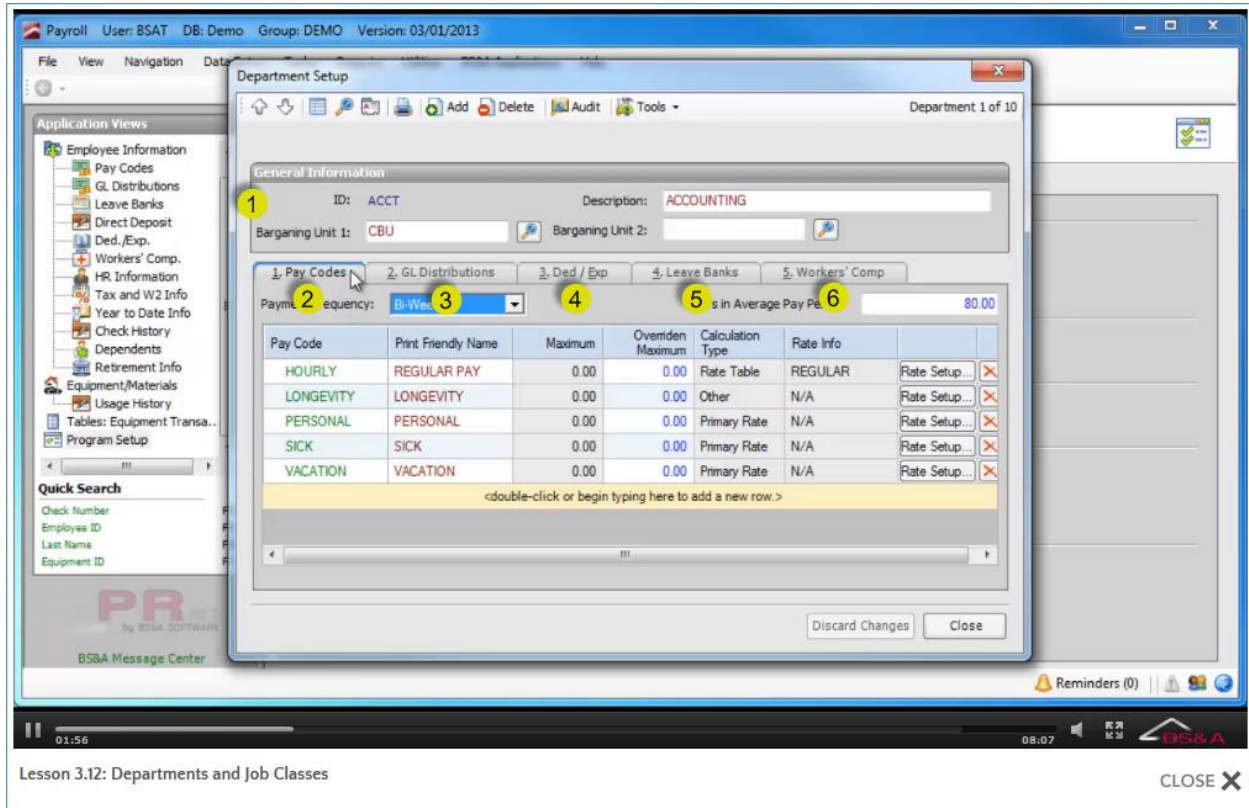 Payroll User: BSAT DB: Demo Group: DEMO Version: 03/01/2013
File View Navigation
Department Setup
Add Delete Audit Tools Department 1 of 10
Application Views
Employee Information
Pay Codes
GL Distributions
Leave Banks
Direct Deposit
Ded./Exp.
Workers' Comp.
HR Information
Tax and W2 Info
Year to Date Info
Check History
Dependents
Retirement Info
Equipment/Materials
Usage History
Tables: Equipment Transa..
Program Setup
Quick Search
Check Number
Employee ID
Last Name
Equipment ID
PR
by BS&A SOFTWARE
BS&A Message Center
General Information
1 ID: ACCT Description: ACCOUNTING
Barganing Unit 1: CBU Barganing Unit 2:
1. Pay Codes 2. GL Distributions 3. Ded / Exp 4. Leave Banks 5. Workers' Comp
2 3 4 5 6
in Average 80.00
Pay Code Print Friendly Name Maximum Overriden Maximum Calculation Type Rate Info
HOURLY REGULAR PAY 0.00 0.00 Rate Table REGULAR Rate Setup...
LONGEVITY LONGEVITY 0.00 0.00 Other N/A Rate Setup...
PERSONAL PERSONAL 0.00 0.00 Primary Rate N/A Rate Setup...
SICK SICK 0.00 0.00 Primary Rate N/A Rate Setup...
VACATION VACATION 0.00 0.00 Primary Rate N/A Rate Setup...
<double-click or begin typing here to add a new row.>
Discard Changes Close
Reminders (0)
01:56 08:07 BS&A
Lesson 3.12: Departments and Job Classes
CLOSE